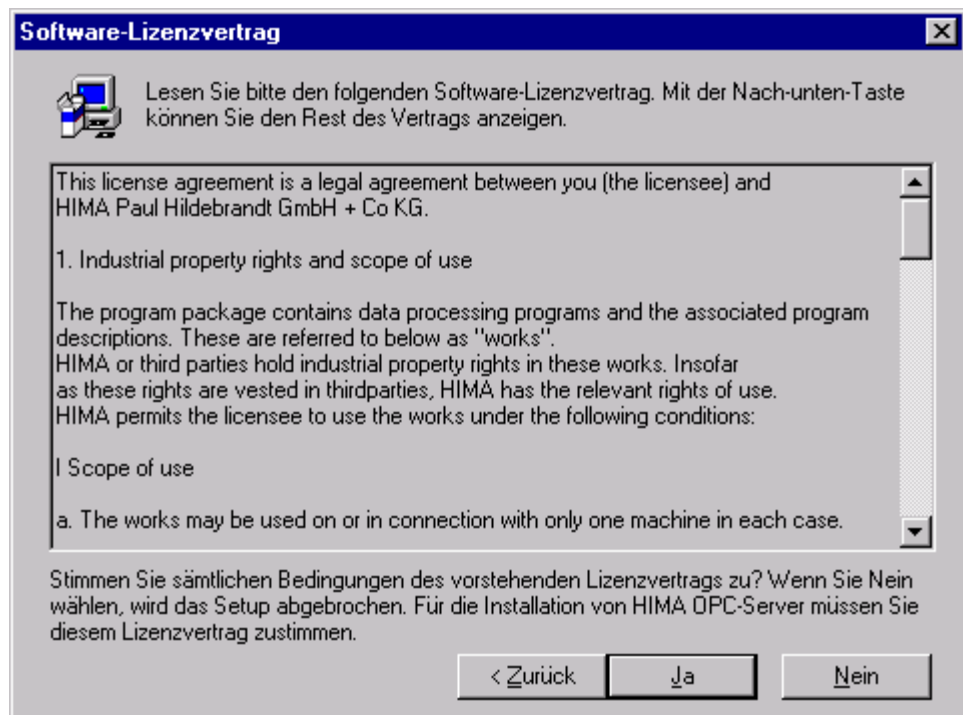 Software-Lizenzvertrag
Lesen Sie bitte den folgenden Software-Lizenzvertrag. Mit der Nach-unten-Taste
können Sie den Rest des Vertrags anzeigen.
This license agreement is a legal agreement between you (the licensee) and
HIMA Paul Hildebrandt GmbH + Co KG.
1. Industrial property rights and scope of use
The program package contains data processing programs and the associated program
descriptions. These are referred to below as "works".
HIMA or third parties hold industrial property rights in these works. Insofar
as these rights are vested in thirdparties, HIMA has the relevant rights of use.
HIMA permits the licensee to use the works under the following conditions:
I Scope of use
a. The works may be used on or in connection with only one machine in each case.
Stimmen Sie sämtlichen Bedingungen des vorstehenden Lizenzvertrags zu? Wenn Sie Nein
wählen, wird das Setup abgebrochen. Für die Installation von HIMA OPC-Server müssen Sie
diesem Lizenzvertrag zustimmen.
< Zurück Ja Nein